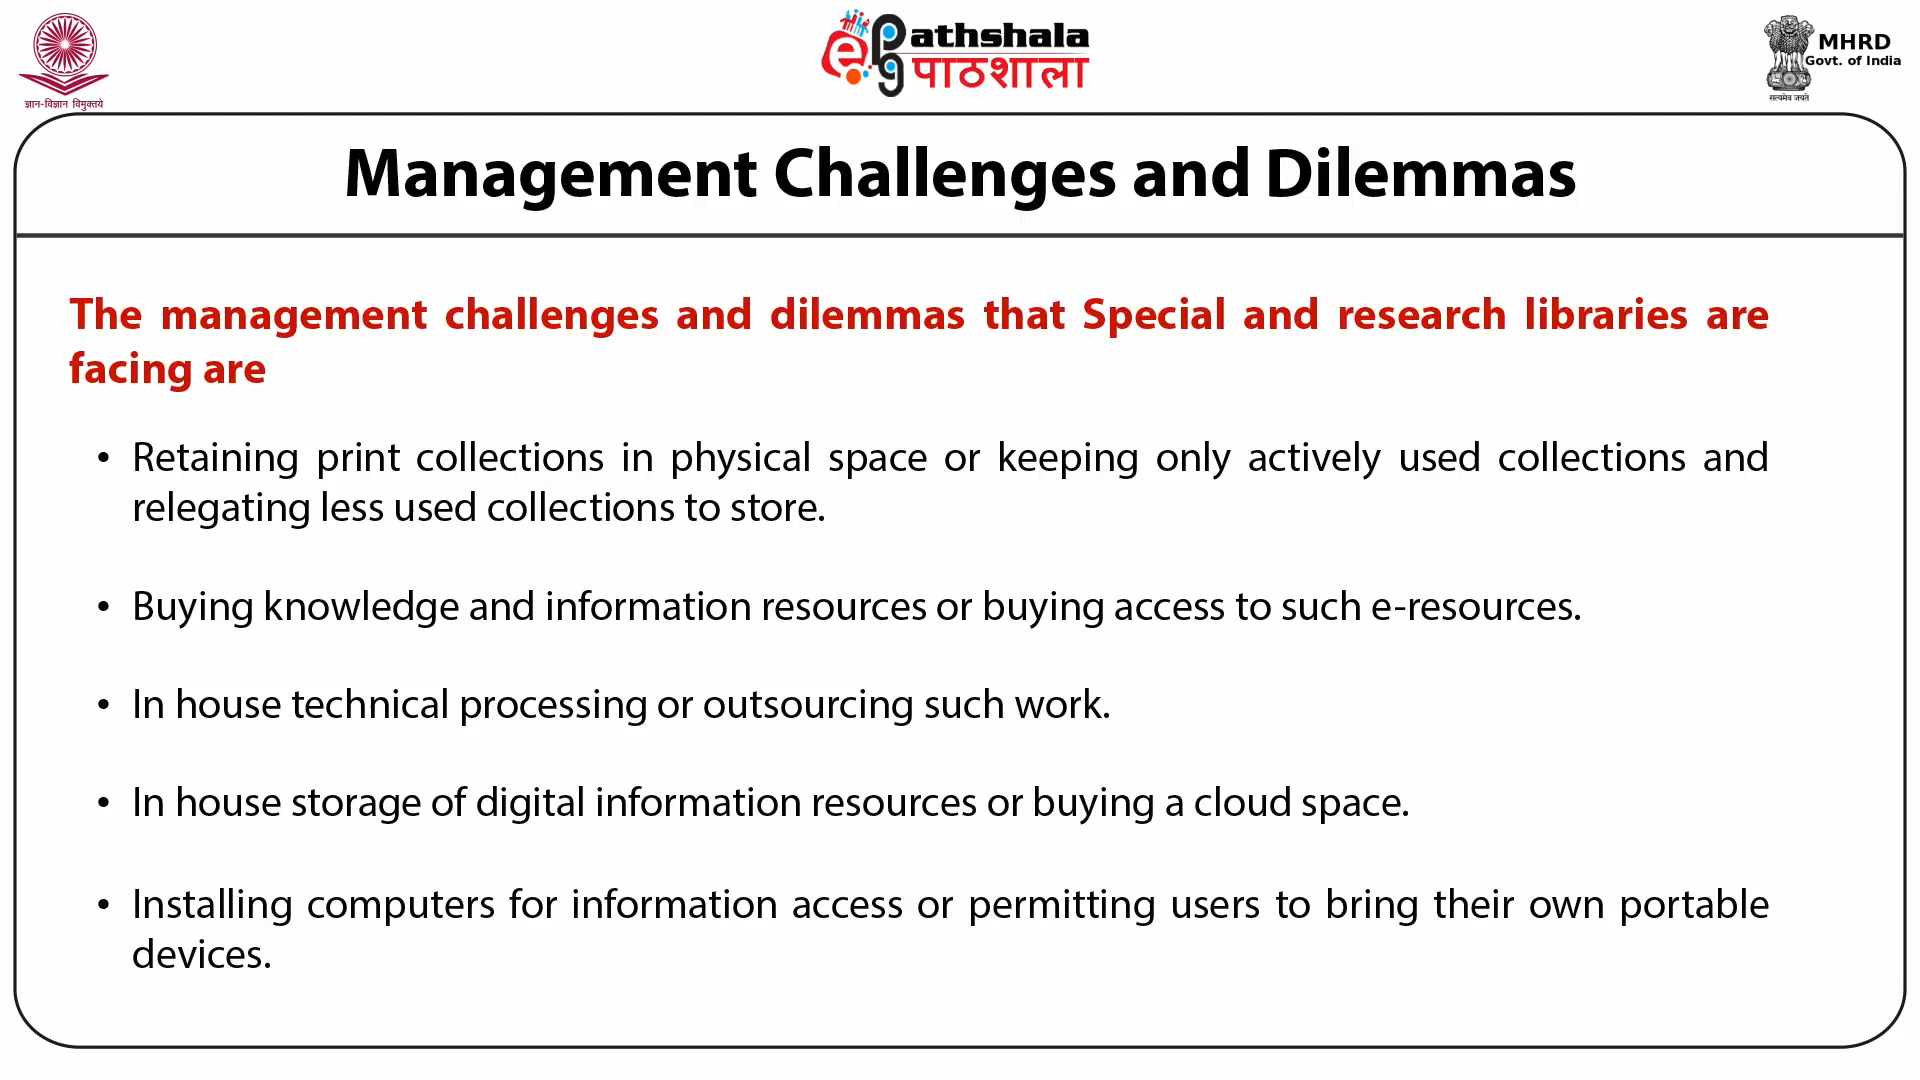 ज्ञान-विज्ञान विमुक्तये
ePathshala
पाठशाला
MHRD
Govt. of India
सत्यमेव जयते
Management Challenges and Dilemmas
The management challenges and dilemmas that Special and research libraries are
facing are
• Retaining print collections in physical space or keeping only actively used collections and
relegating less used collections to store.
• Buying knowledge and information resources or buying access to such e-resources.
• In house technical processing or outsourcing such work.
• In house storage of digital information resources or buying a cloud space.
• Installing computers for information access or permitting users to bring their own portable
devices.